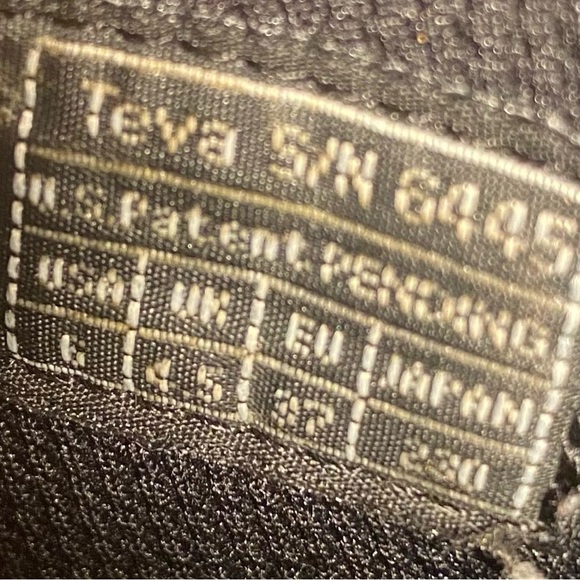 Teva S/N 6445
U.S.Patent PENDING
USA UK EU JAPAN
6 4.5 37 230